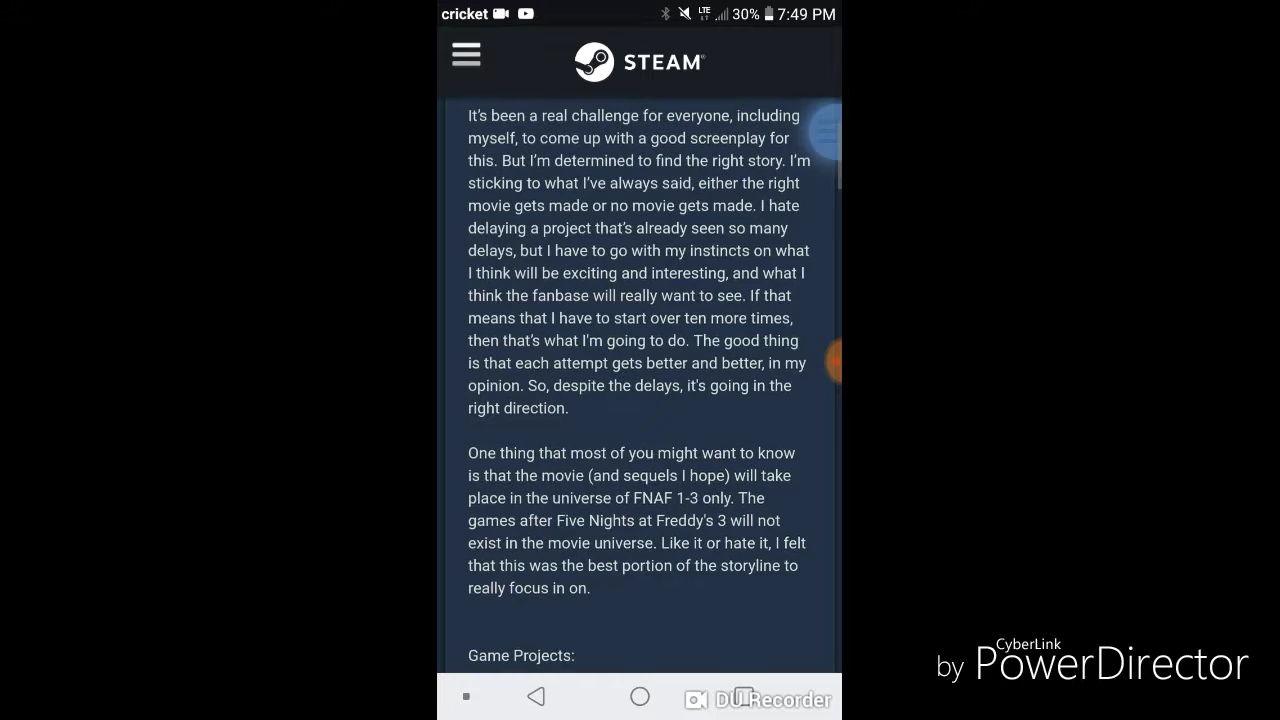 cricket
LTE
30%
7:49 PM
STEAM®
It's been a real challenge for everyone, including
myself, to come up with a good screenplay for
this. But I'm determined to find the right story. I'm
sticking to what I've always said, either the right
movie gets made or no movie gets made. I hate
delaying a project that's already seen so many
delays, but I have to go with my instincts on what
I think will be exciting and interesting, and what I
think the fanbase will really want to see. If that
means that I have to start over ten more times,
then that's what I'm going to do. The good thing
is that each attempt gets better and better, in my
opinion. So, despite the delays, it's going in the
right direction.
One thing that most of you might want to know
is that the movie (and sequels I hope) will take
place in the universe of FNAF 1-3 only. The
games after Five Nights at Freddy's 3 will not
exist in the movie universe. Like it or hate it, I felt
that this was the best portion of the storyline to
really focus in on.
Game Projects:
DU Recorder
CyberLink
by PowerDirector